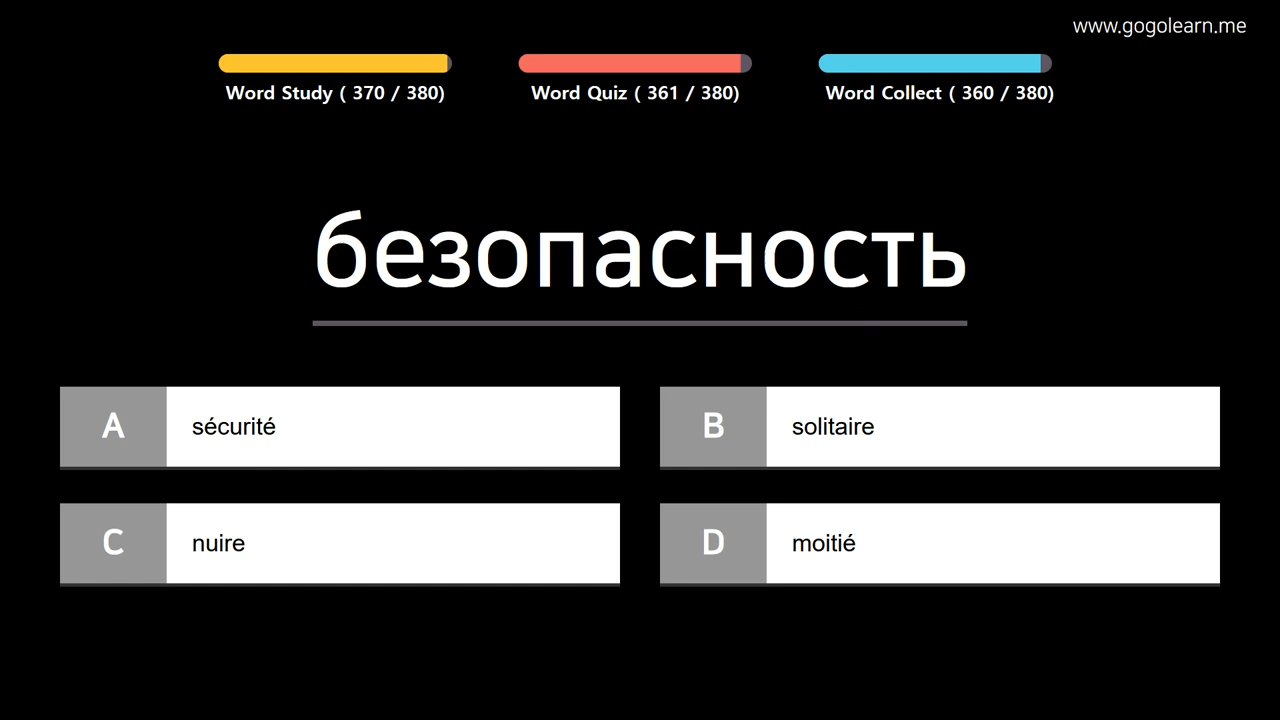 www.gogolearn.me
Word Study ( 370 / 380)
Word Quiz ( 361 / 380)
Word Collect ( 360 / 380)
безопасность
A sécurité
B solitaire
C nuire
D moitié